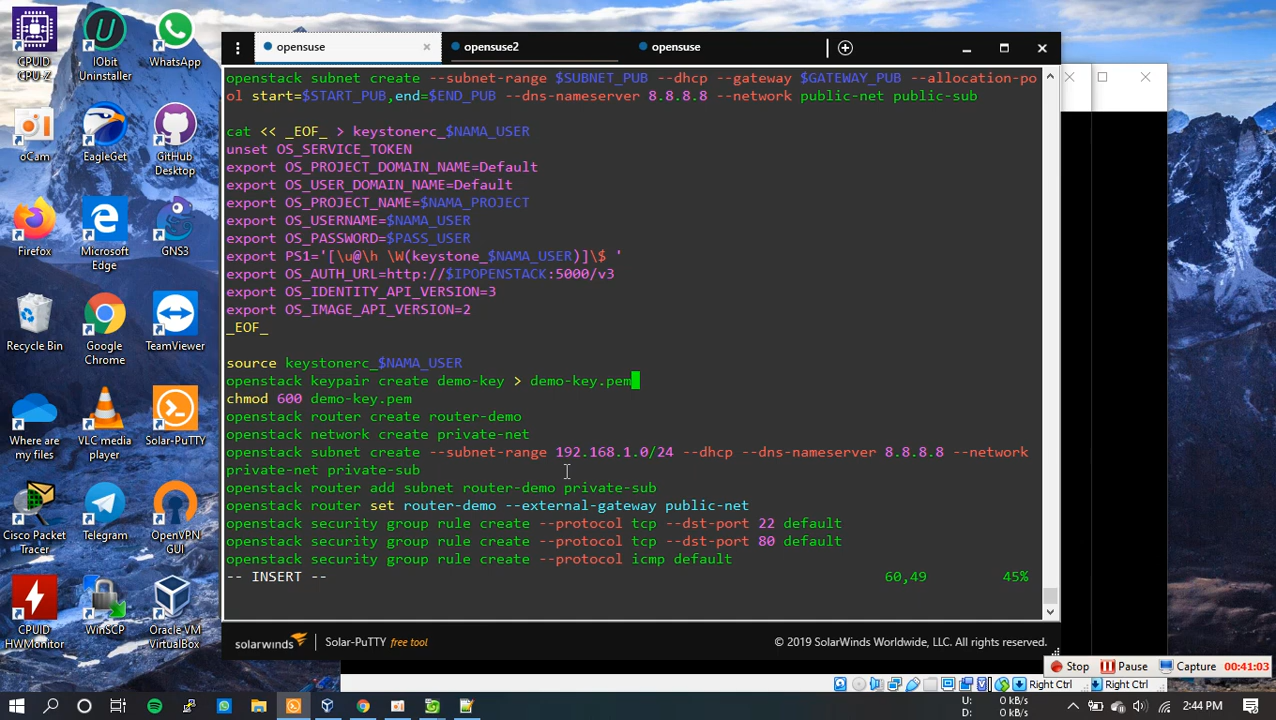 opensuse ×
opensuse2
opensuse
openstack subnet create --subnet-range $SUBNET_PUB --dhcp --gateway $GATEWAY_PUB --allocation-po
ol start=$START_PUB,end=$END_PUB --dns-nameserver 8.8.8.8 --network public-net public-sub
cat << _EOF_ > keystonerc_$NAMA_USER
unset OS_SERVICE_TOKEN
export OS_PROJECT_DOMAIN_NAME=Default
export OS_USER_DOMAIN_NAME=Default
export OS_PROJECT_NAME=$NAMA_PROJECT
export OS_USERNAME=$NAMA_USER
export OS_PASSWORD=$PASS_USER
export PS1='[\u@\h \W(keystone_$NAMA_USER)]\$ '
export OS_AUTH_URL=http://$IPOPENSTACK:5000/v3
export OS_IDENTITY_API_VERSION=3
export OS_IMAGE_API_VERSION=2
_EOF_
source keystonerc_$NAMA_USER
openstack keypair create demo-key > demo-key.pem
chmod 600 demo-key.pem
openstack router create router-demo
openstack network create private-net
openstack subnet create --subnet-range 192.168.1.0/24 --dhcp --dns-nameserver 8.8.8.8 --network
private-net private-sub
openstack router add subnet router-demo private-sub
openstack router set router-demo --external-gateway public-net
openstack security group rule create --protocol tcp --dst-port 22 default
openstack security group rule create --protocol tcp --dst-port 80 default
openstack security group rule create --protocol icmp default
-- INSERT -- 60,49 45%
solarwinds Solar-PuTTY free tool © 2019 SolarWinds Worldwide, LLC. All rights reserved.
CPUID
CPU-Z
IObit
Uninstaller
WhatsApp
oCam
EagleGet
GitHub
Desktop
Firefox
Microsoft
Edge
GNS3
Recycle Bin
Google
Chrome
TeamViewer
Where are
my files
VLC media
player
Solar-PuTTY
Cisco Packet
Tracer
Telegram
OpenVPN
GUI
CPUID
HWMonitor
WinSCP
Oracle VM
VirtualBox
Stop Pause Capture 00:41:03
Right Ctrl Right Ctrl
U: 0 kB/s
D: 0 kB/s
2:44 PM